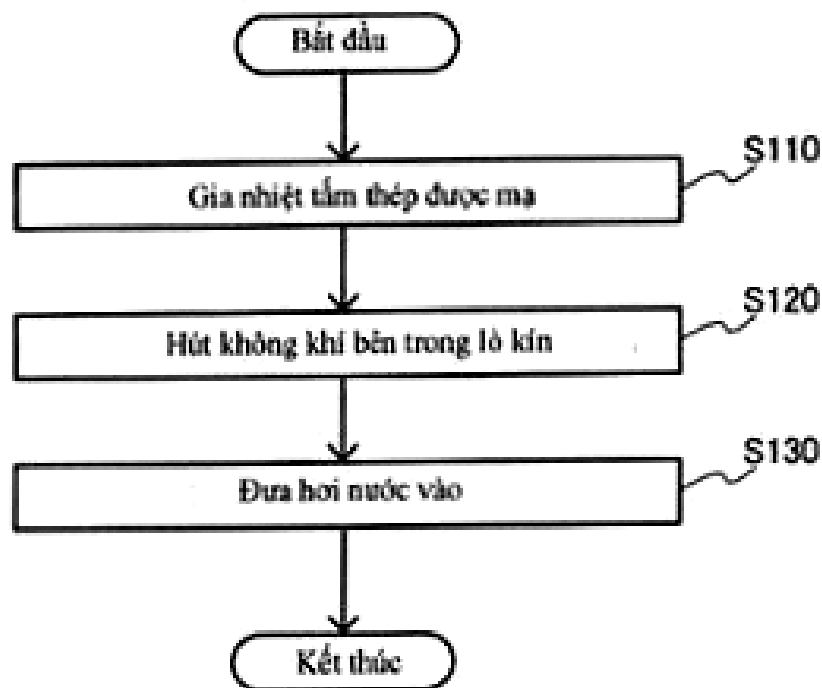 Bắt đầu
S110
Gia nhiệt tấm thép được mạ
S120
Hút không khí bên trong lò kín
S130
Đưa hơi nước vào
Kết thúc